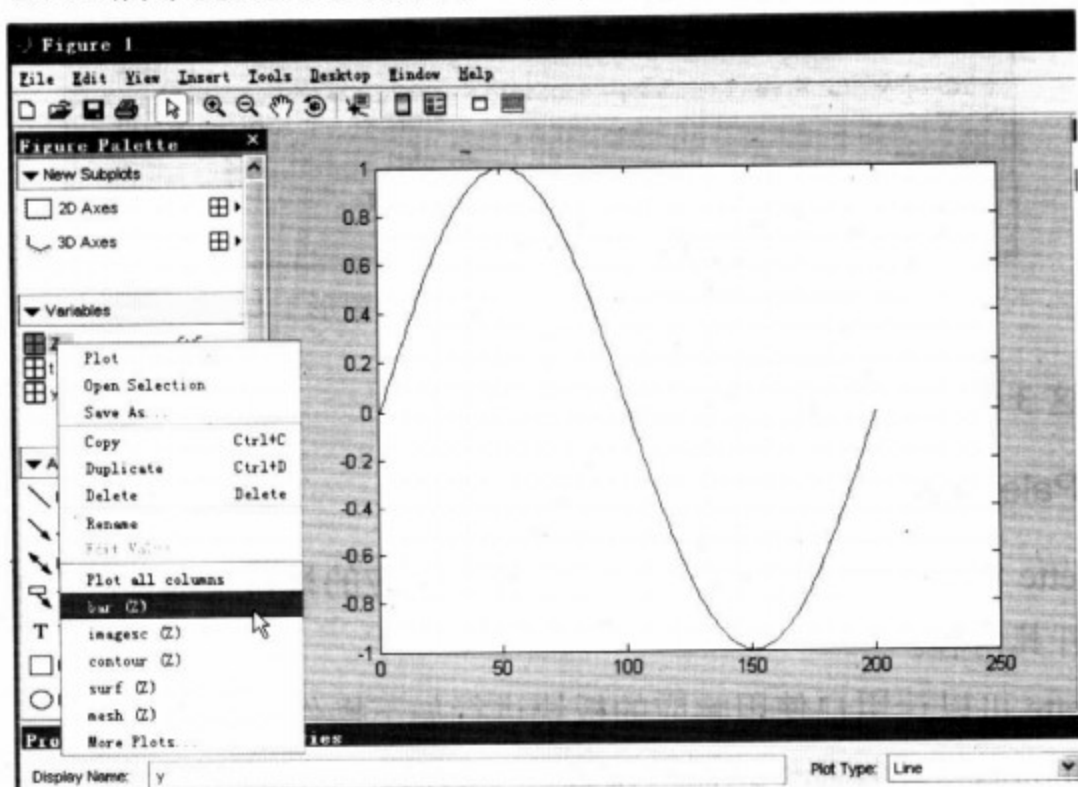 Figure 1
File Edit View Insert Tools Desktop Window Help
Figure Palette
New Subplots
2D Axes
3D Axes
Variables
Z
t
y
Plot
Open Selection
Save As...
Copy Ctrl+C
Duplicate Ctrl+D
Delete Delete
Rename
Edit Value
Plot all columns
bar (Z)
imagesc (Z)
contour (Z)
surf (Z)
mesh (Z)
More Plots...
A
T
1
0.8
0.6
0.4
0.2
0
-0.2
-0.4
-0.6
-0.8
-1
0 50 100 150 200 250
Display Name: y
Plot Type: Line